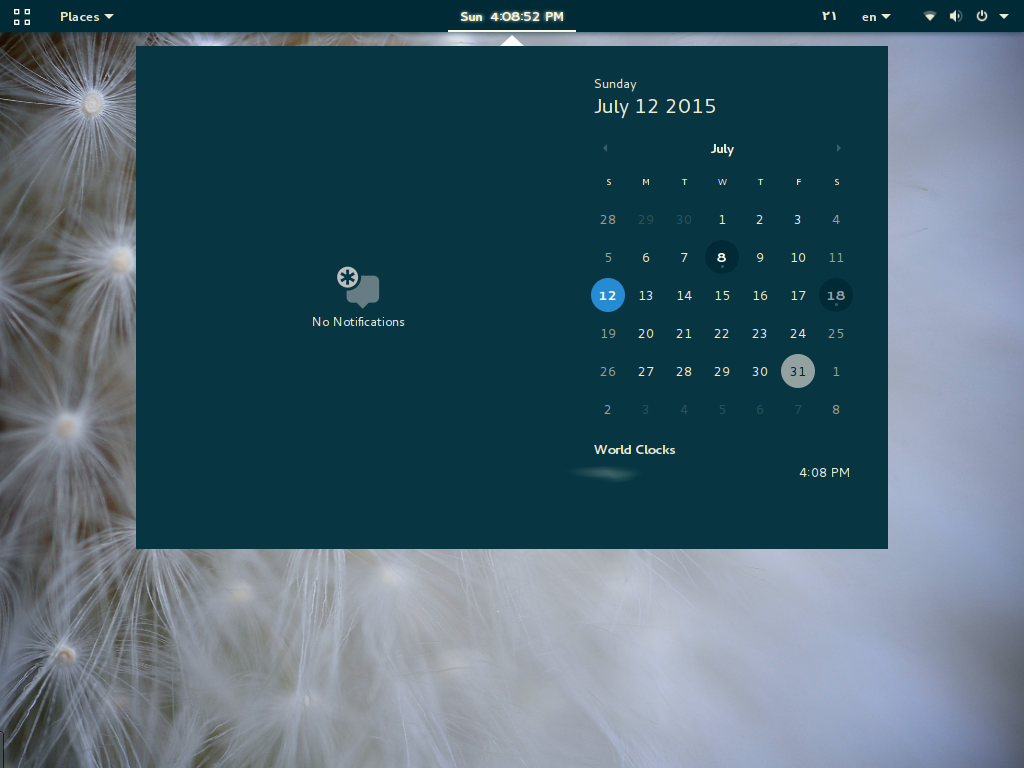 Places
Sun 4:08:52 PM
۲۱
en
Sunday
July 12 2015
July
S M T W T F S
28 29 30 1 2 3 4
5 6 7 8 9 10 11
12 13 14 15 16 17 18
19 20 21 22 23 24 25
26 27 28 29 30 31 1
2 3 4 5 6 7 8
No Notifications
World Clocks
4:08 PM